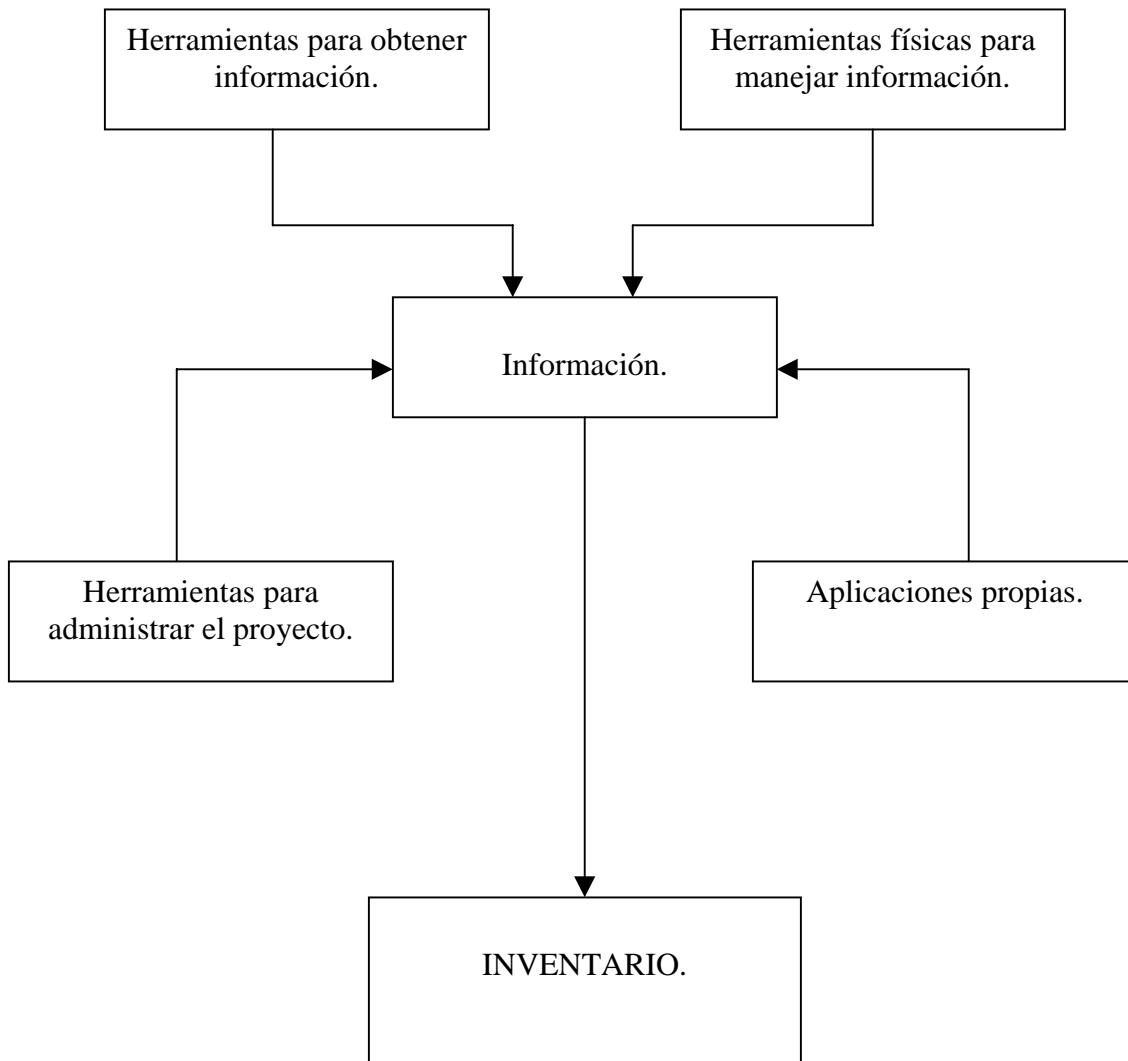 Herramientas para obtener
información.
Herramientas físicas para
manejar información.
Información.
Herramientas para
administrar el proyecto.
Aplicaciones propias.
INVENTARIO.